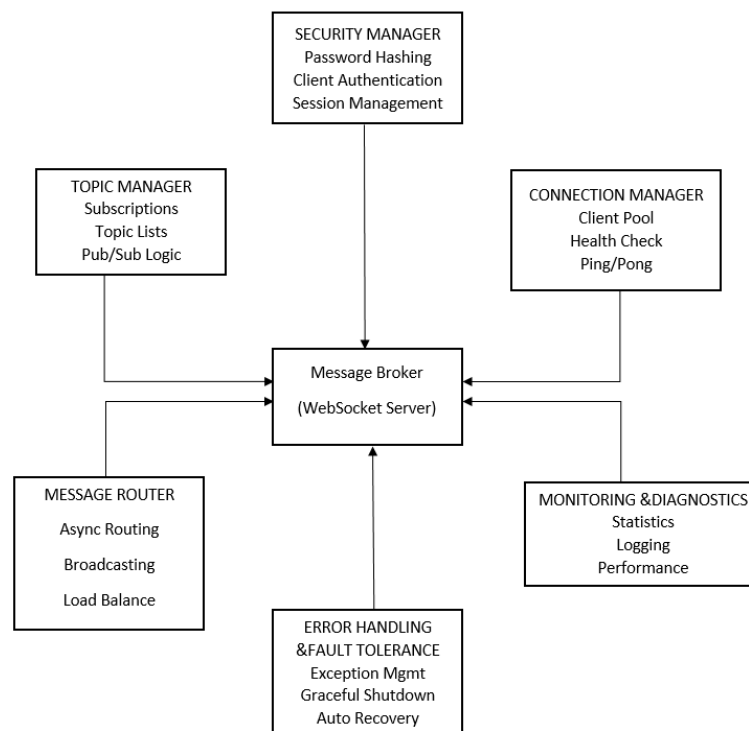 SECURITY MANAGER
Password Hashing
Client Authentication
Session Management
TOPIC MANAGER
Subscriptions
Topic Lists
Pub/Sub Logic
CONNECTION MANAGER
Client Pool
Health Check
Ping/Pong
Message Broker
(WebSocket Server)
MESSAGE ROUTER
Async Routing
Broadcasting
Load Balance
MONITORING &DIAGNOSTICS
Statistics
Logging
Performance
ERROR HANDLING
&FAULT TOLERANCE
Exception Mgmt
Graceful Shutdown
Auto Recovery